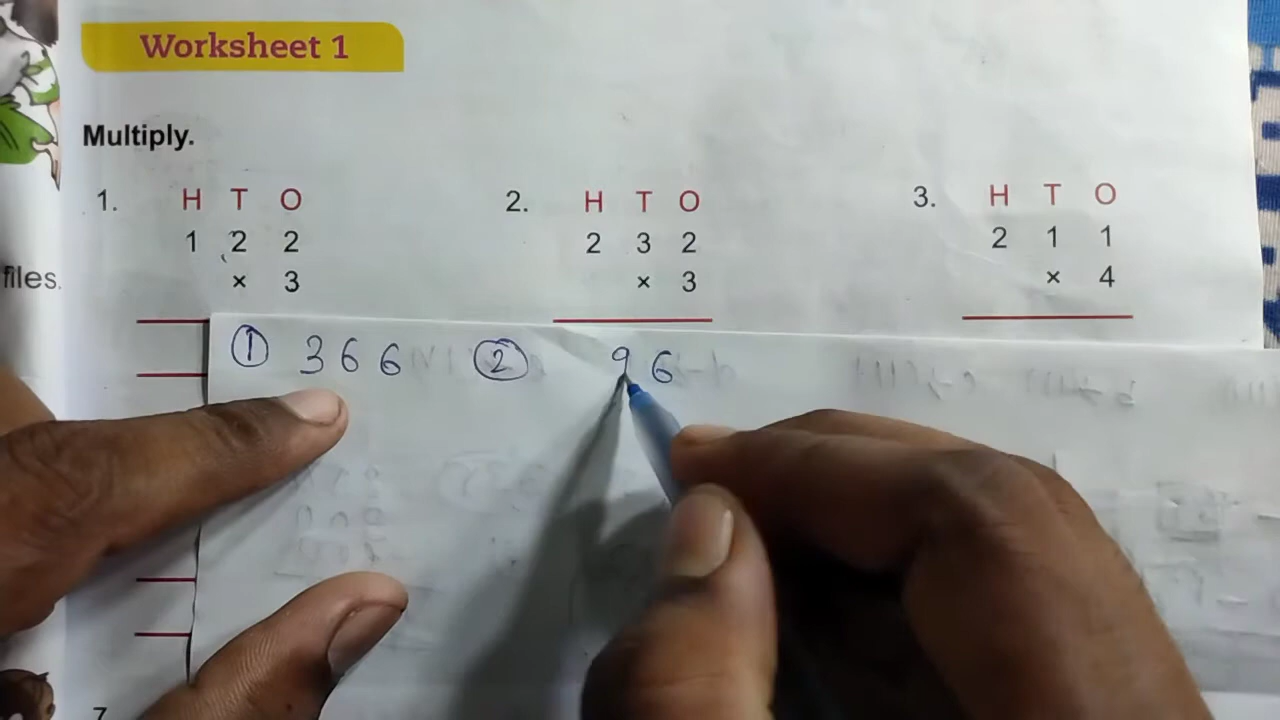 Worksheet 1
Multiply.
1. H T O
1 2 2
× 3
2. H T O
2 3 2
× 3
3. H T O
2 1 1
× 4
files.
① 3 6 6 ② 9 6
7